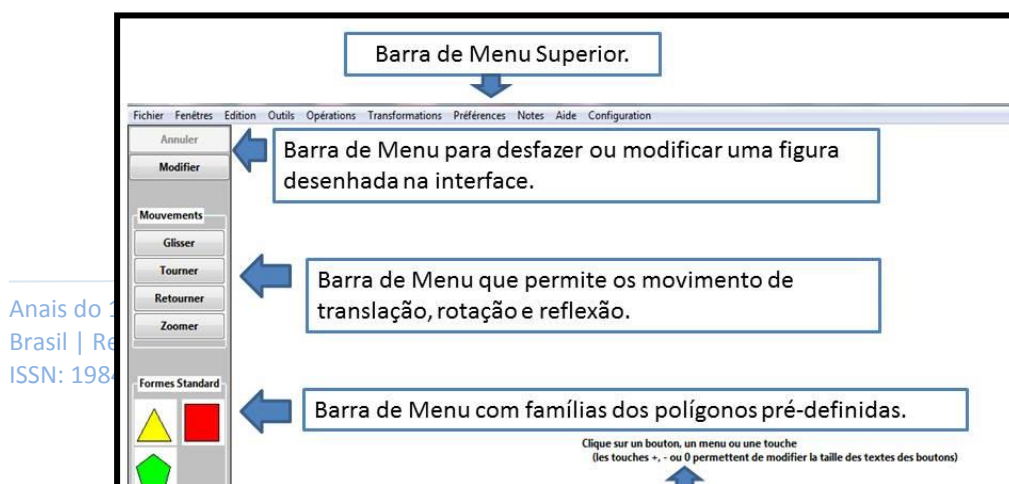 Barra de Menu Superior.
Fichier Fenêtres Edition Outils Opérations Transformations Préférences Notes Aide Configuration
Annuler
Modifier
Barra de Menu para desfazer ou modificar uma figura
desenhada na interface.
Mouvements
Glisser
Tourner
Retourner
Zoomer
Barra de Menu que permite os movimento de
translação, rotação e reflexão.
Anais do
Brasil |
ISSN:
Formes Standard
Barra de Menu com famílias dos polígonos pré-definidas.
Clique sur un bouton, un menu ou une touche
(les touches +, - ou 0 permettent de modifier la taille des textes des boutons)